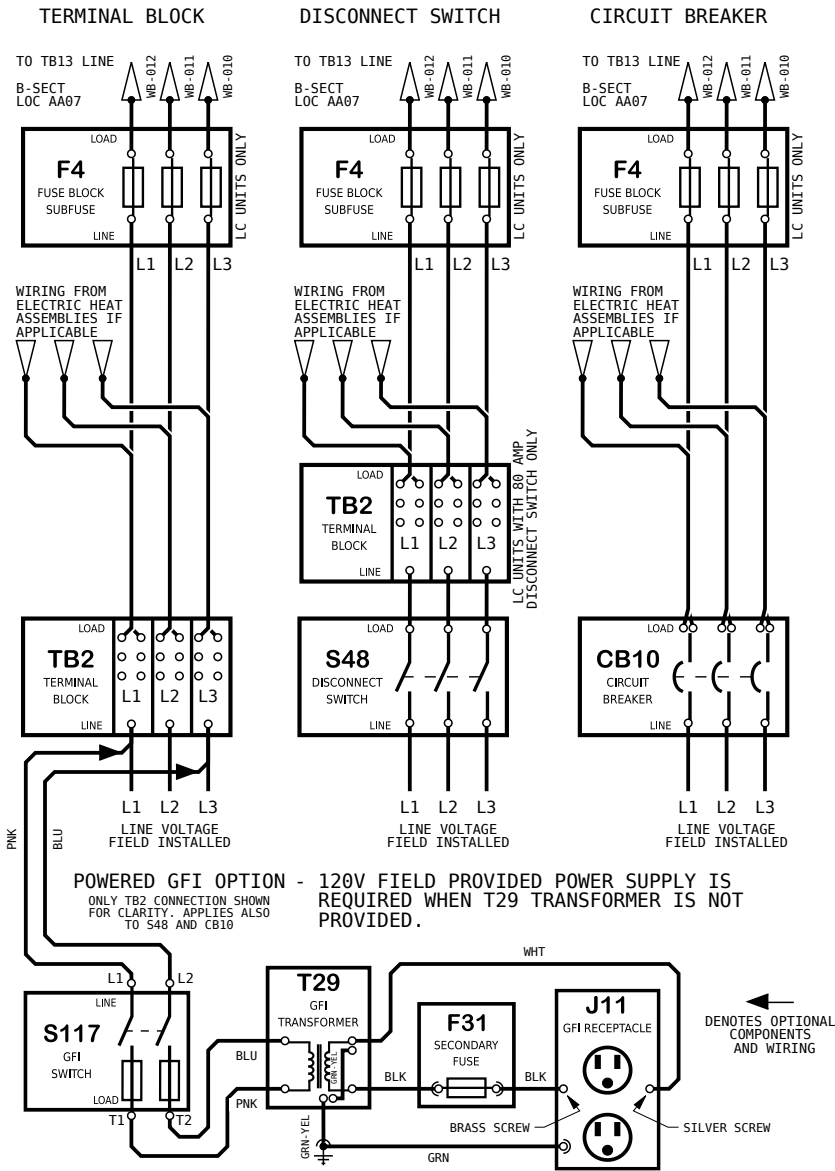 TERMINAL BLOCK
DISCONNECT SWITCH
CIRCUIT BREAKER
TO TB13 LINE
B-SECT
LOC AA07
WB-012
WB-011
WB-010
LOAD
F4
FUSE BLOCK
SUBFUSE
LINE
LC UNITS ONLY
L1
L2
L3
WIRING FROM
ELECTRIC HEAT
ASSEMBLIES IF
APPLICABLE
LOAD
TB2
TERMINAL
BLOCK
LINE
L1
L2
L3
L1
L2
L3
LINE VOLTAGE
FIELD INSTALLED
PNK
BLU
TO TB13 LINE
B-SECT
LOC AA07
WB-012
WB-011
WB-010
LOAD
F4
FUSE BLOCK
SUBFUSE
LINE
LC UNITS ONLY
L1
L2
L3
WIRING FROM
ELECTRIC HEAT
ASSEMBLIES IF
APPLICABLE
LOAD
TB2
TERMINAL
BLOCK
LINE
L1
L2
L3
LC UNITS WITH 80 AMP
DISCONNECT SWITCH ONLY
LOAD
S48
DISCONNECT
SWITCH
LINE
L1
L2
L3
LINE VOLTAGE
FIELD INSTALLED
TO TB13 LINE
B-SECT
LOC AA07
WB-012
WB-011
WB-010
LOAD
F4
FUSE BLOCK
SUBFUSE
LINE
LC UNITS ONLY
L1
L2
L3
WIRING FROM
ELECTRIC HEAT
ASSEMBLIES IF
APPLICABLE
LOAD
CB10
CIRCUIT
BREAKER
LINE
L1
L2
L3
LINE VOLTAGE
FIELD INSTALLED
POWERED GFI OPTION - 120V FIELD PROVIDED POWER SUPPLY IS
REQUIRED WHEN T29 TRANSFORMER IS NOT
PROVIDED.
ONLY TB2 CONNECTION SHOWN
FOR CLARITY. APPLIES ALSO
TO S48 AND CB10
L1
L2
LINE
S117
GFI
SWITCH
LOAD
T1
T2
BLU
PNK
T29
GFI
TRANSFORMER
GRN-YEL
GRN-YEL
WHT
BLK
F31
SECONDARY
FUSE
BLK
J11
GFI RECEPTACLE
BRASS SCREW
SILVER SCREW
GRN
DENOTES OPTIONAL
COMPONENTS
AND WIRING